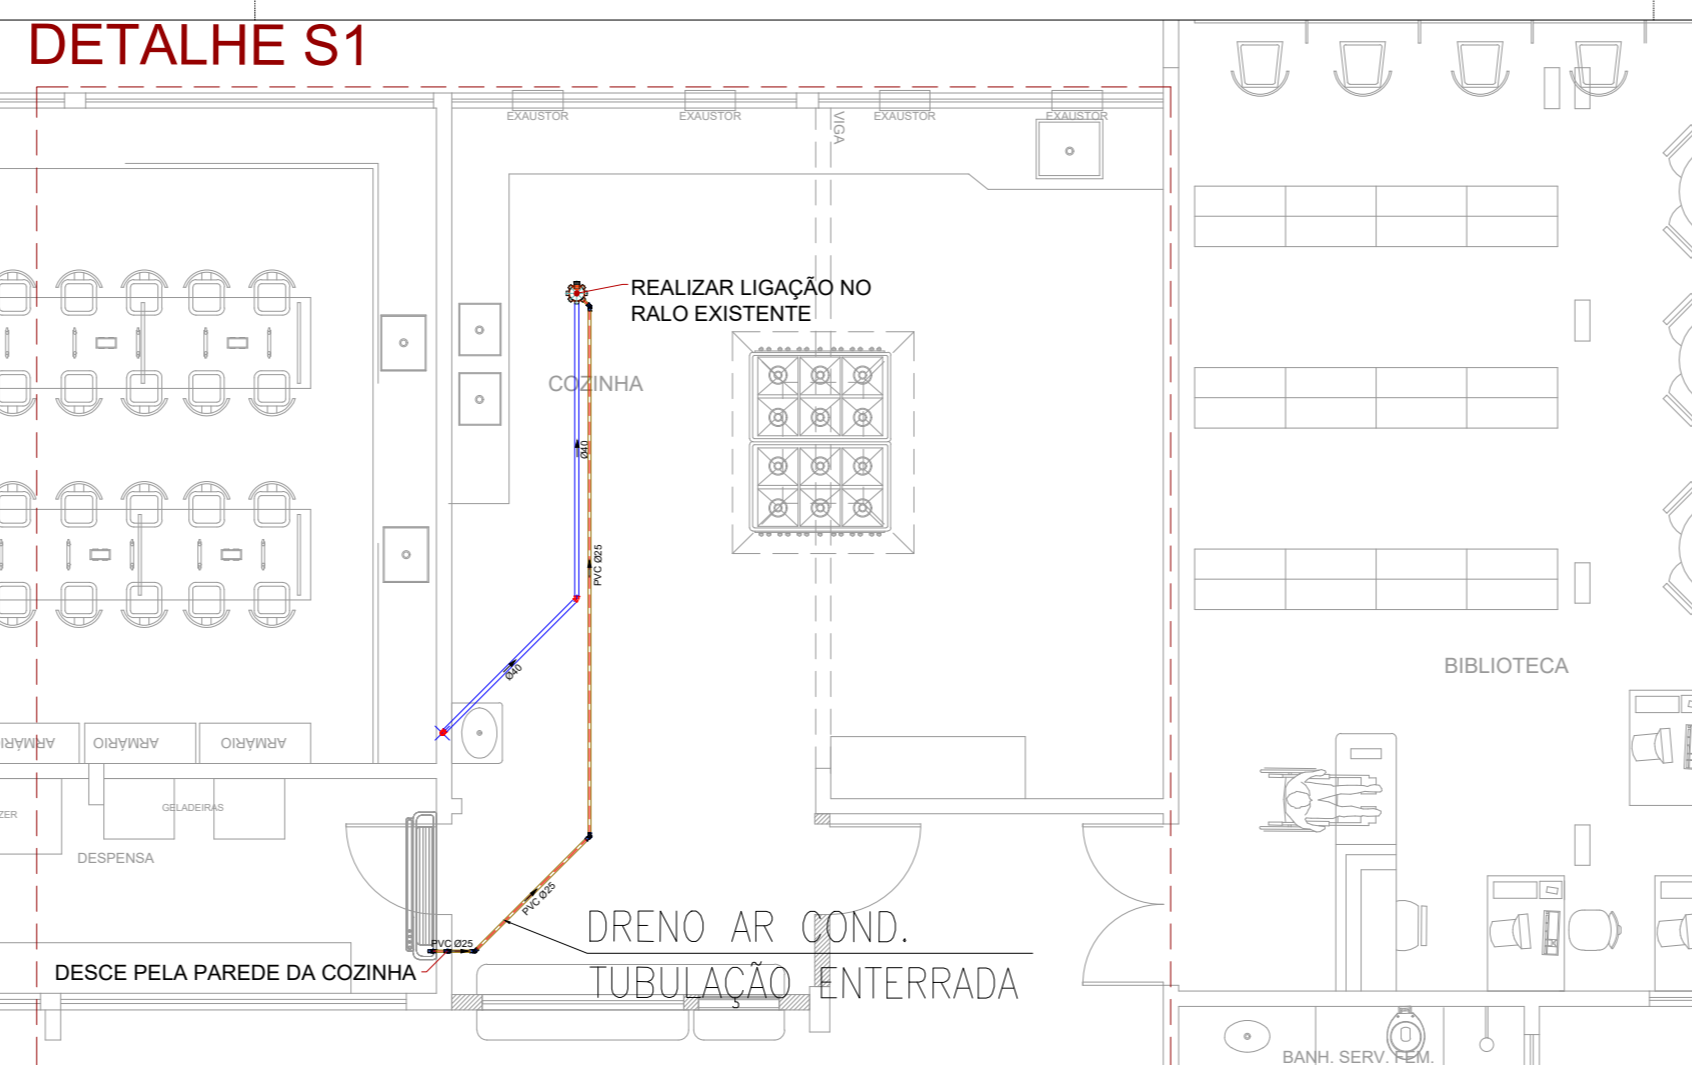 DETALHE S1
EXAUSTOR
EXAUSTOR
EXAUSTOR
EXAUSTOR
VIGA
REALIZAR LIGAÇÃO NO
RALO EXISTENTE
COZINHA
Ø40
PVC Ø25
Ø40
BIBLIOTECA
ARMÁRIO
ARMÁRIO
GELADEIRAS
DESPENSA
PVC Ø25
DRENO AR COND.
PVC Ø25
DESCE PELA PAREDE DA COZINHA
TUBULAÇÃO ENTERRADA
5
BANH. SERV. FEM.